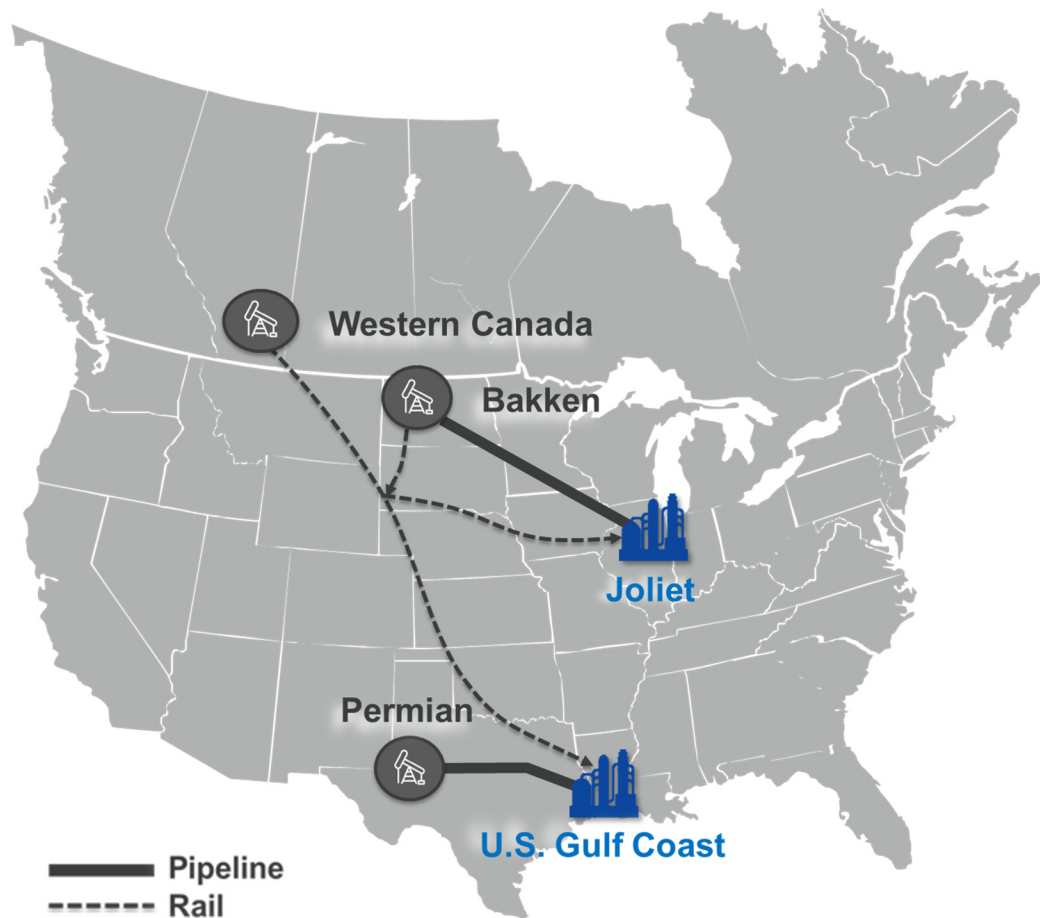 Western Canada
Bakken
Joliet
Permian
U.S. Gulf Coast
Pipeline
Rail